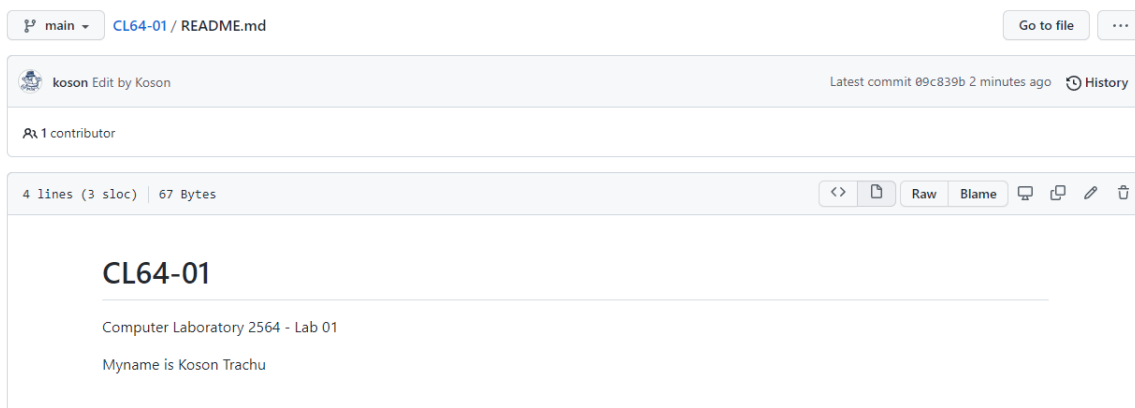 main
CL64-01 / README.md
Go to file
...
koson Edit by Koson
Latest commit 09c839b 2 minutes ago
History
1 contributor
4 lines (3 sloc) 67 Bytes
<>
Raw
Blame
CL64-01
Computer Laboratory 2564 - Lab 01
Myname is Koson Trachu